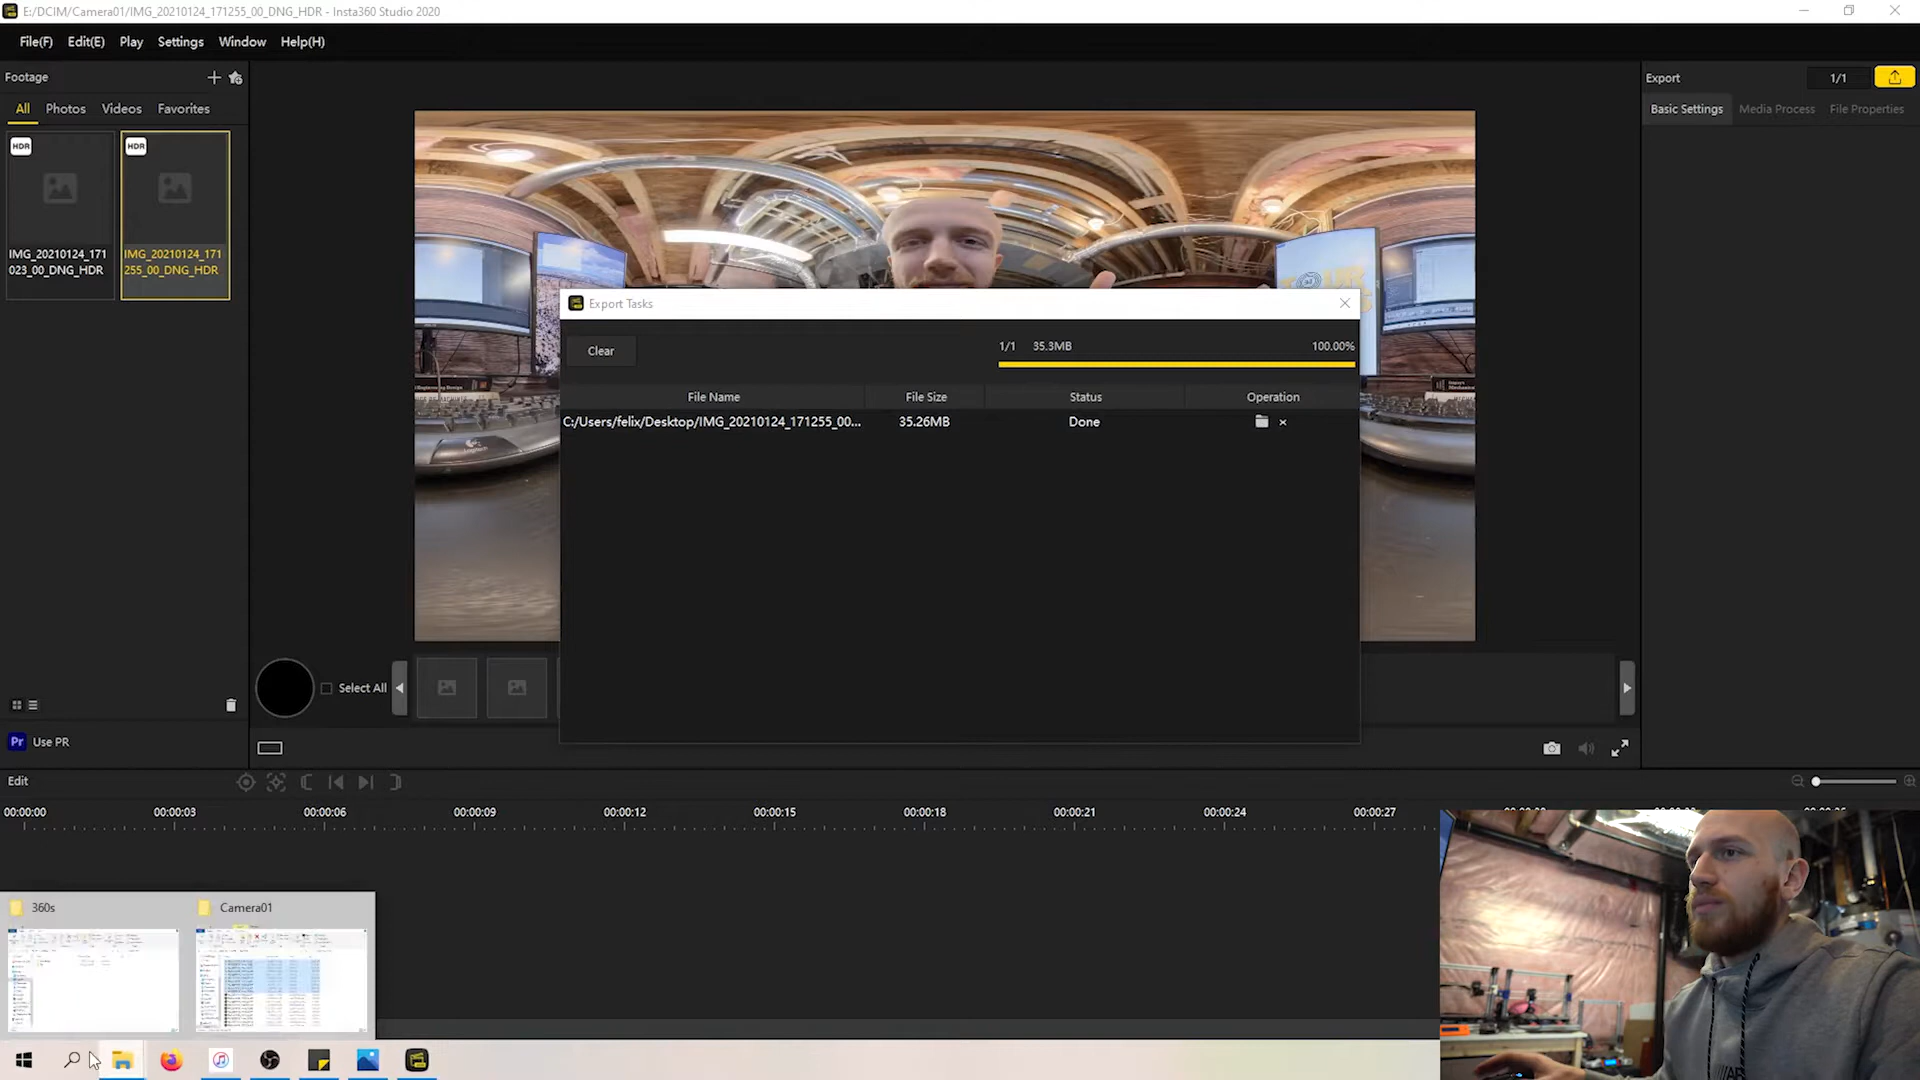 E:/DCIM/Camera01/IMG_20210124_171255_00_DNG_HDR - Insta360 Studio 2020
File(F) Edit(E) Play Settings Window Help(H)
Footage
All Photos Videos Favorites
HDR HDR
IMG_20210124_171
023_00_DNG_HDR
IMG_20210124_171
255_00_DNG_HDR
Export 1/1
Basic Settings Media Process File Properties
Export Tasks
Clear
1/1 35.3MB 100.00%
File Name File Size Status Operation
C:/Users/felix/Desktop/IMG_20210124_171255_00... 35.26MB Done
Logitech
Select All
Pr Use PR
Edit
00:00:00 00:00:03 00:00:06 00:00:09 00:00:12 00:00:15 00:00:18 00:00:21 00:00:24 00:00:27
360s Camera01